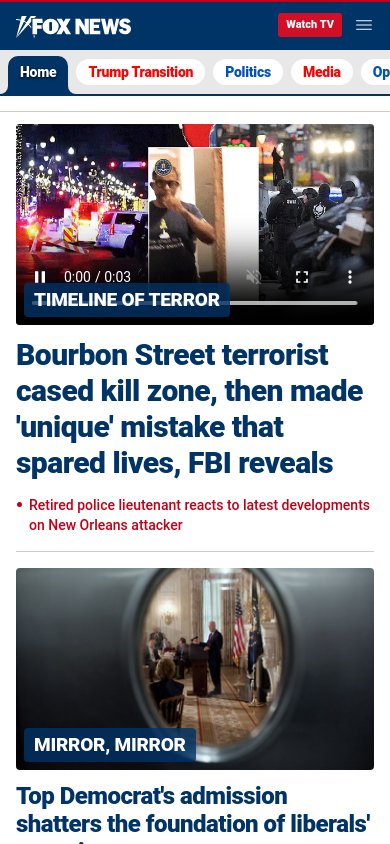 FOX NEWS
Watch TV
Home
Trump Transition
Politics
Media
Op
0:00 / 0:03
TIMELINE OF TERROR
Bourbon Street terrorist
cased kill zone, then made
'unique' mistake that
spared lives, FBI reveals
• Retired police lieutenant reacts to latest developments
on New Orleans attacker
MIRROR, MIRROR
Top Democrat's admission
shatters the foundation of liberals'